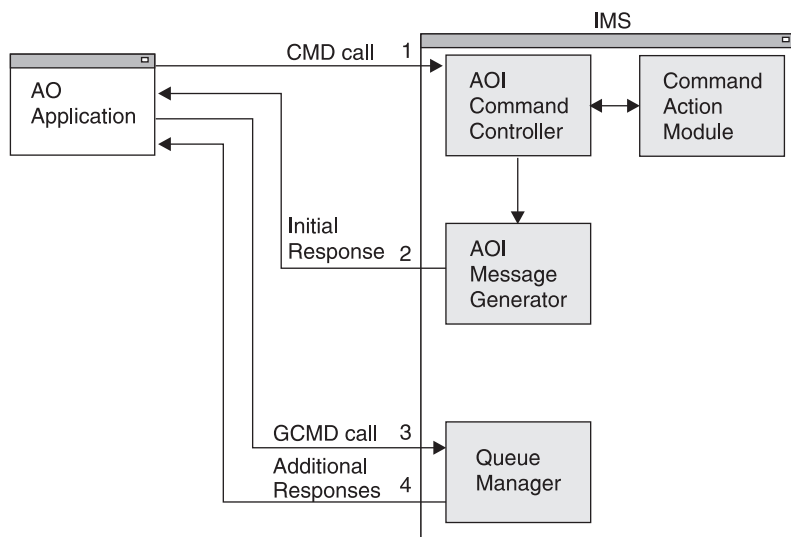 IMS
CMD call 1
AO
Application
AOI
Command
Controller
Command
Action
Module
Initial
Response 2
AOI
Message
Generator
GCMD call 3
Additional
Responses 4
Queue
Manager